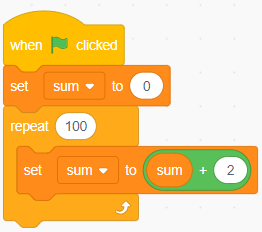 when clicked
set sum to 0
repeat 100
set sum to sum + 2